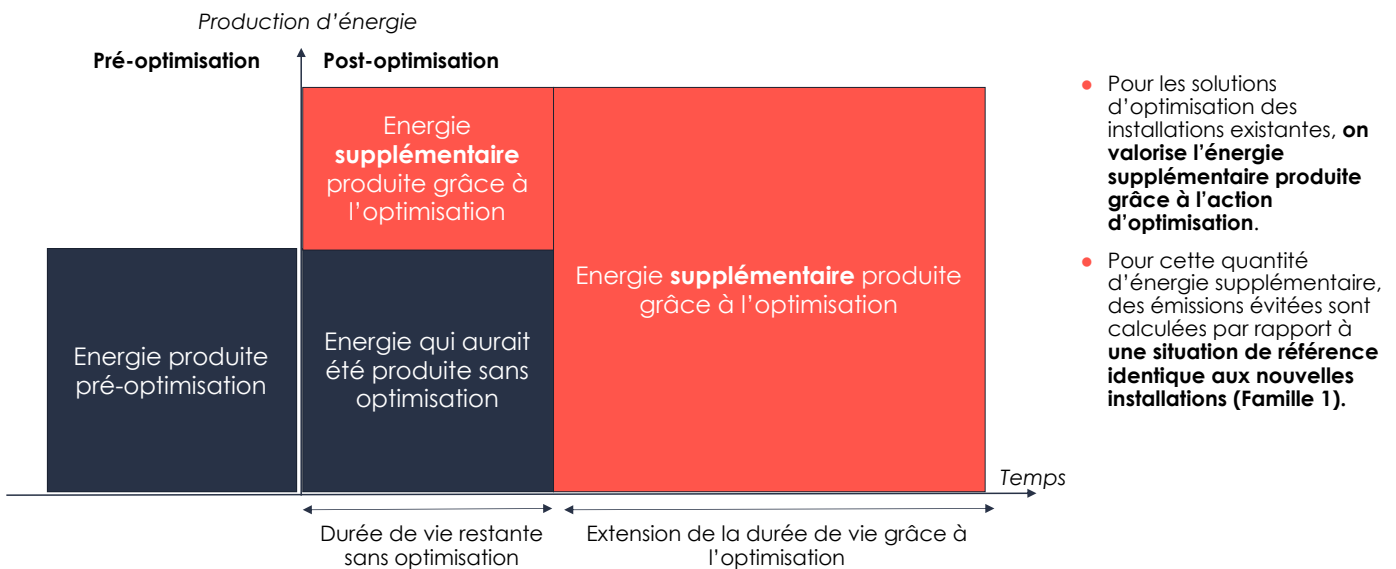 Production d'énergie
Pré-optimisation
Post-optimisation
Energie
supplémentaire
produite grâce à
l'optimisation
Energie produite
pré-optimisation
Energie qui aurait
été produite sans
optimisation
Energie supplémentaire produite
grâce à l'optimisation
Temps
Durée de vie restante
sans optimisation
Extension de la durée de vie grâce à
l'optimisation
• Pour les solutions
d'optimisation des
installations existantes, on
valorise l'énergie
supplémentaire produite
grâce à l'action
d'optimisation.
• Pour cette quantité
d'énergie supplémentaire,
des émissions évitées sont
calculées par rapport à
une situation de référence
identique aux nouvelles
installations (Famille 1).